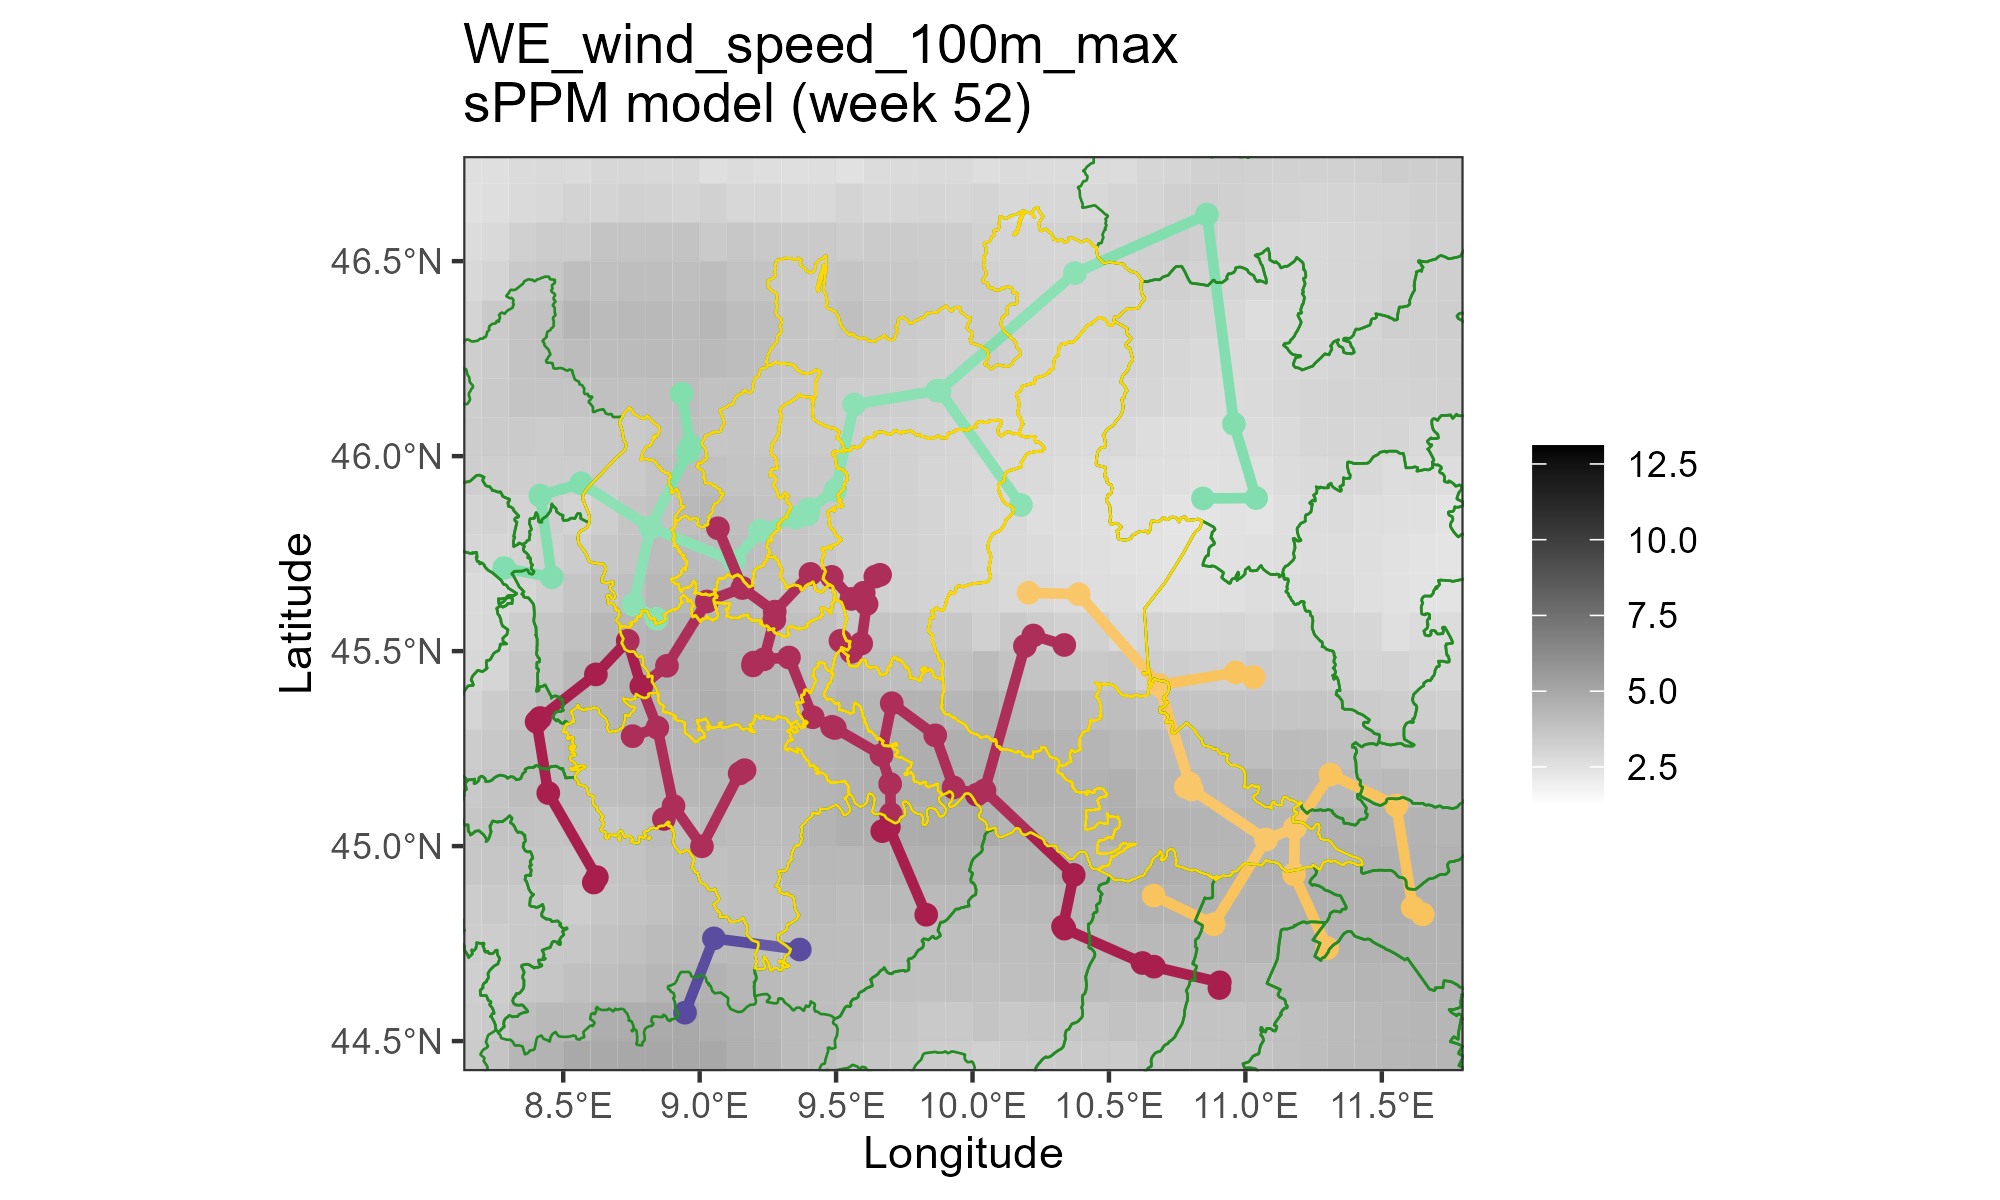 WE_wind_speed_100m_max
sPPM model (week 52)
Latitude
46.5°N
46.0°N
45.5°N
45.0°N
44.5°N
8.5°E
9.0°E
9.5°E
10.0°E
10.5°E
11.0°E
11.5°E
Longitude
12.5
10.0
7.5
5.0
2.5